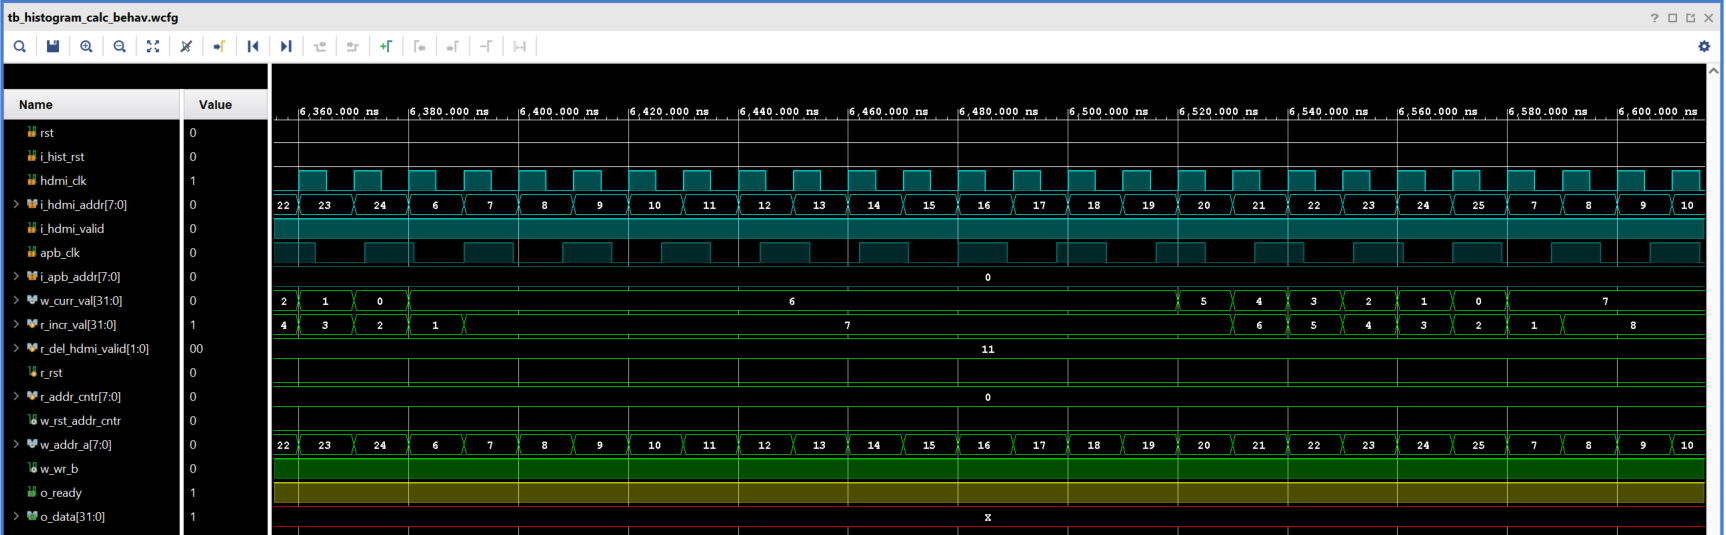 tb_histogram_calc_behav.wcfg
?
Name Value
6,360.000 ns 6,380.000 ns 6,400.000 ns 6,420.000 ns 6,440.000 ns 6,460.000 ns 6,480.000 ns 6,500.000 ns 6,520.000 ns 6,540.000 ns 6,560.000 ns 6,580.000 ns 6,600.000 ns
rst 0
i_hist_rst 0
hdmi_clk 1
i_hdmi_addr[7:0] 0 22 23 24 6 7 8 9 10 11 12 13 14 15 16 17 18 19 20 21 22 23 24 25 7 8 9 10
i_hdmi_valid 0
apb_clk 0
i_apb_addr[7:0] 0 0
w_curr_val[31:0] 0 2 1 0 6 5 4 3 2 1 0 7
r_incr_val[31:0] 1 4 3 2 1 7 6 5 4 3 2 1 8
r_del_hdmi_valid[1:0] 00 11
r_rst 0
r_addr_cntr[7:0] 0 0
w_rst_addr_cntr 0
w_addr_a[7:0] 0 22 23 24 6 7 8 9 10 11 12 13 14 15 16 17 18 19 20 21 22 23 24 25 7 8 9 10
w_wr_b 0
o_ready 1
o_data[31:0] 1 X